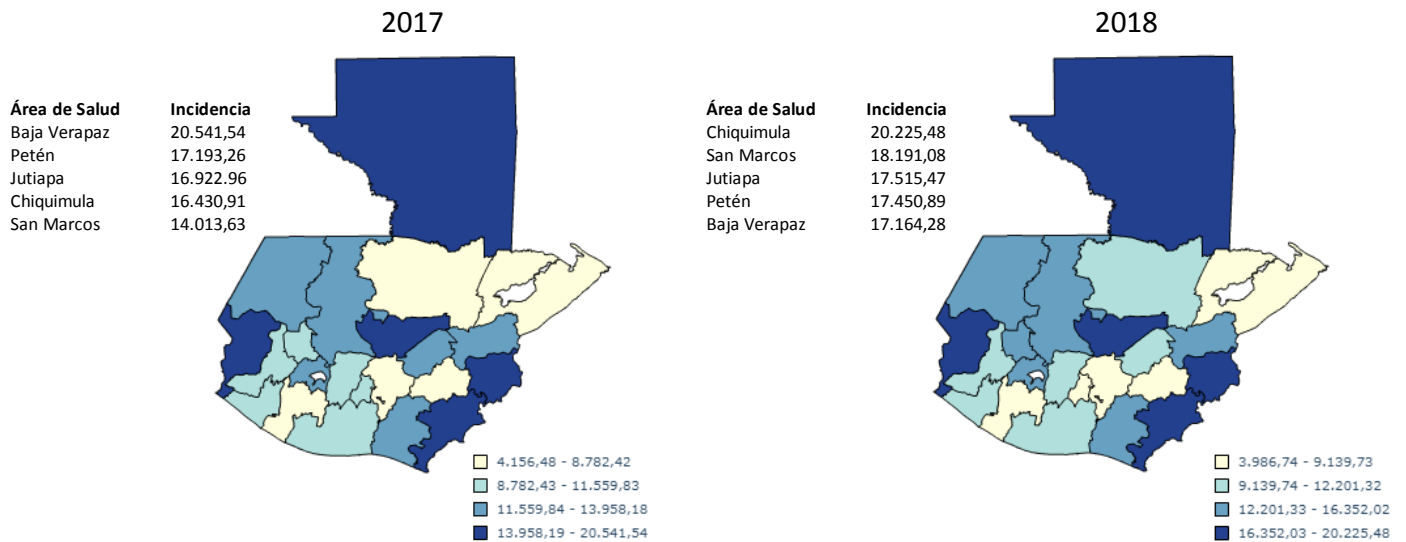 2017
Área de Salud Incidencia
Baja Verapaz 20.541,54
Petén 17.193,26
Jutiapa 16.922.96
Chiquimula 16.430,91
San Marcos 14.013,63
4.156,48 - 8.782,42
8.782,43 - 11.559,83
11.559,84 - 13.958,18
13.958,19 - 20.541,54
2018
Área de Salud Incidencia
Chiquimula 20.225,48
San Marcos 18.191,08
Jutiapa 17.515,47
Petén 17.450,89
Baja Verapaz 17.164,28
3.986,74 - 9.139,73
9.139,74 - 12.201,32
12.201,33 - 16.352,02
16.352,03 - 20.225,48